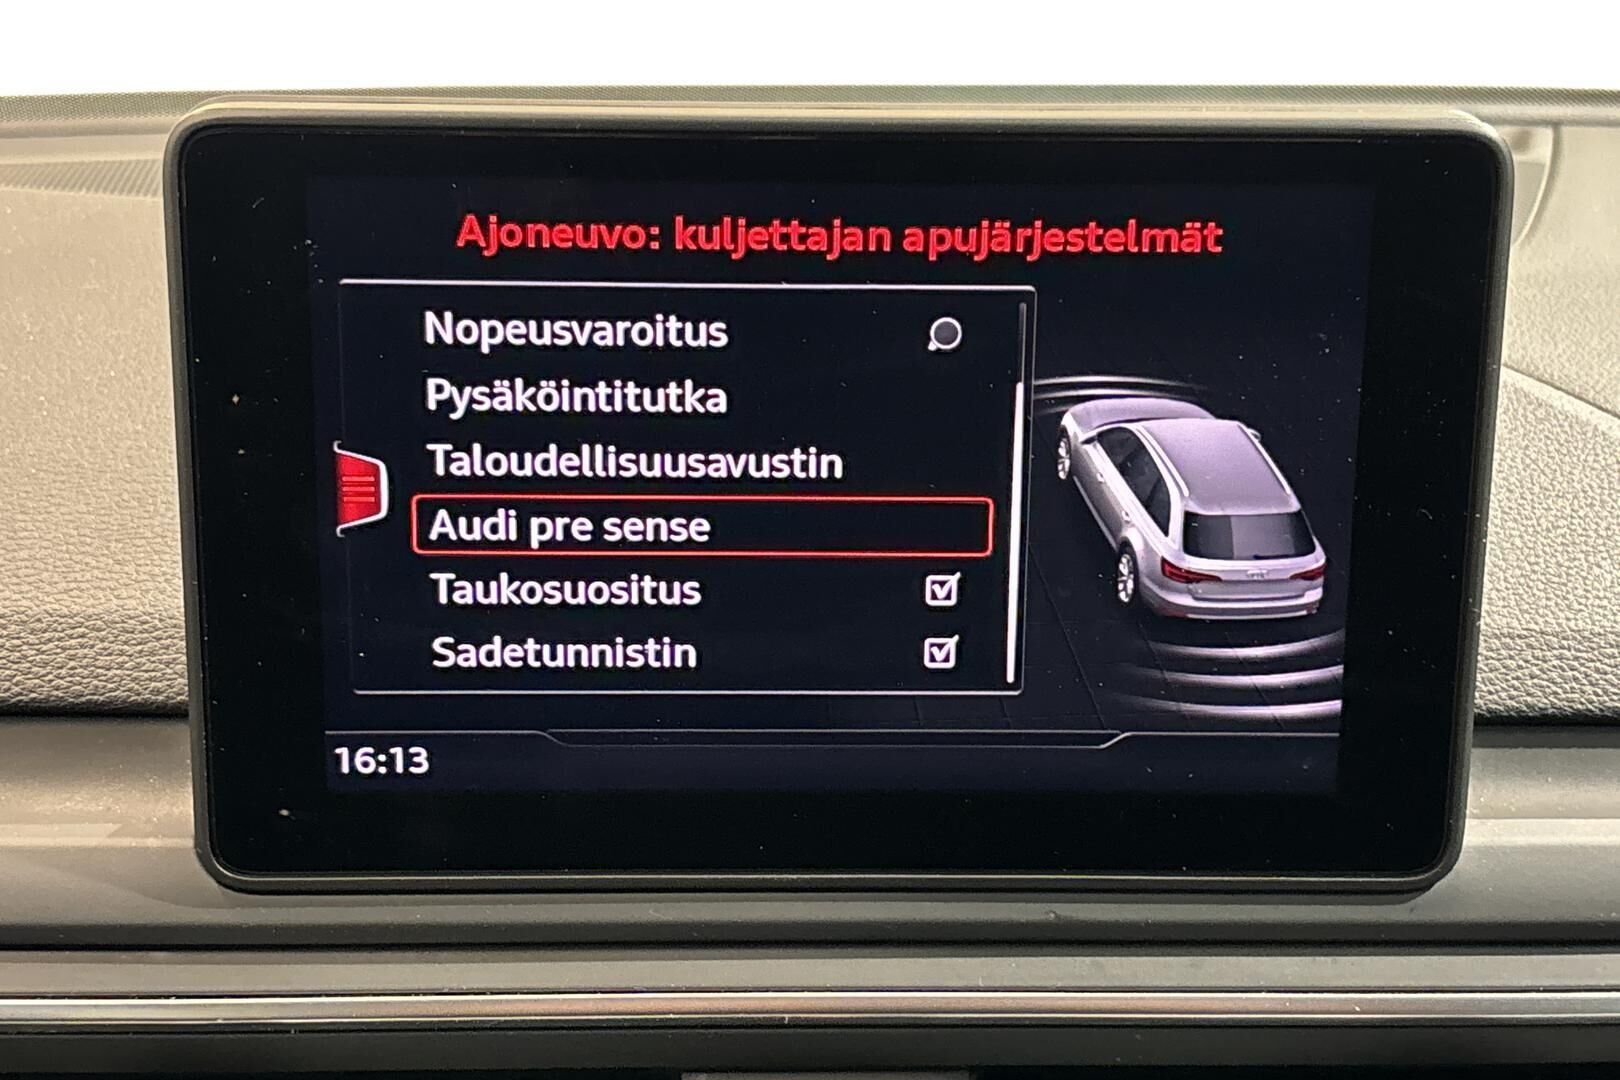 Ajoneuvo: kuljettajan apujärjestelmät
Nopeusvaroitus
Pysäköintitutka
Taloudellisuusavustin
Audi pre sense
Taukosuositus
Sadetunnistin
16:13